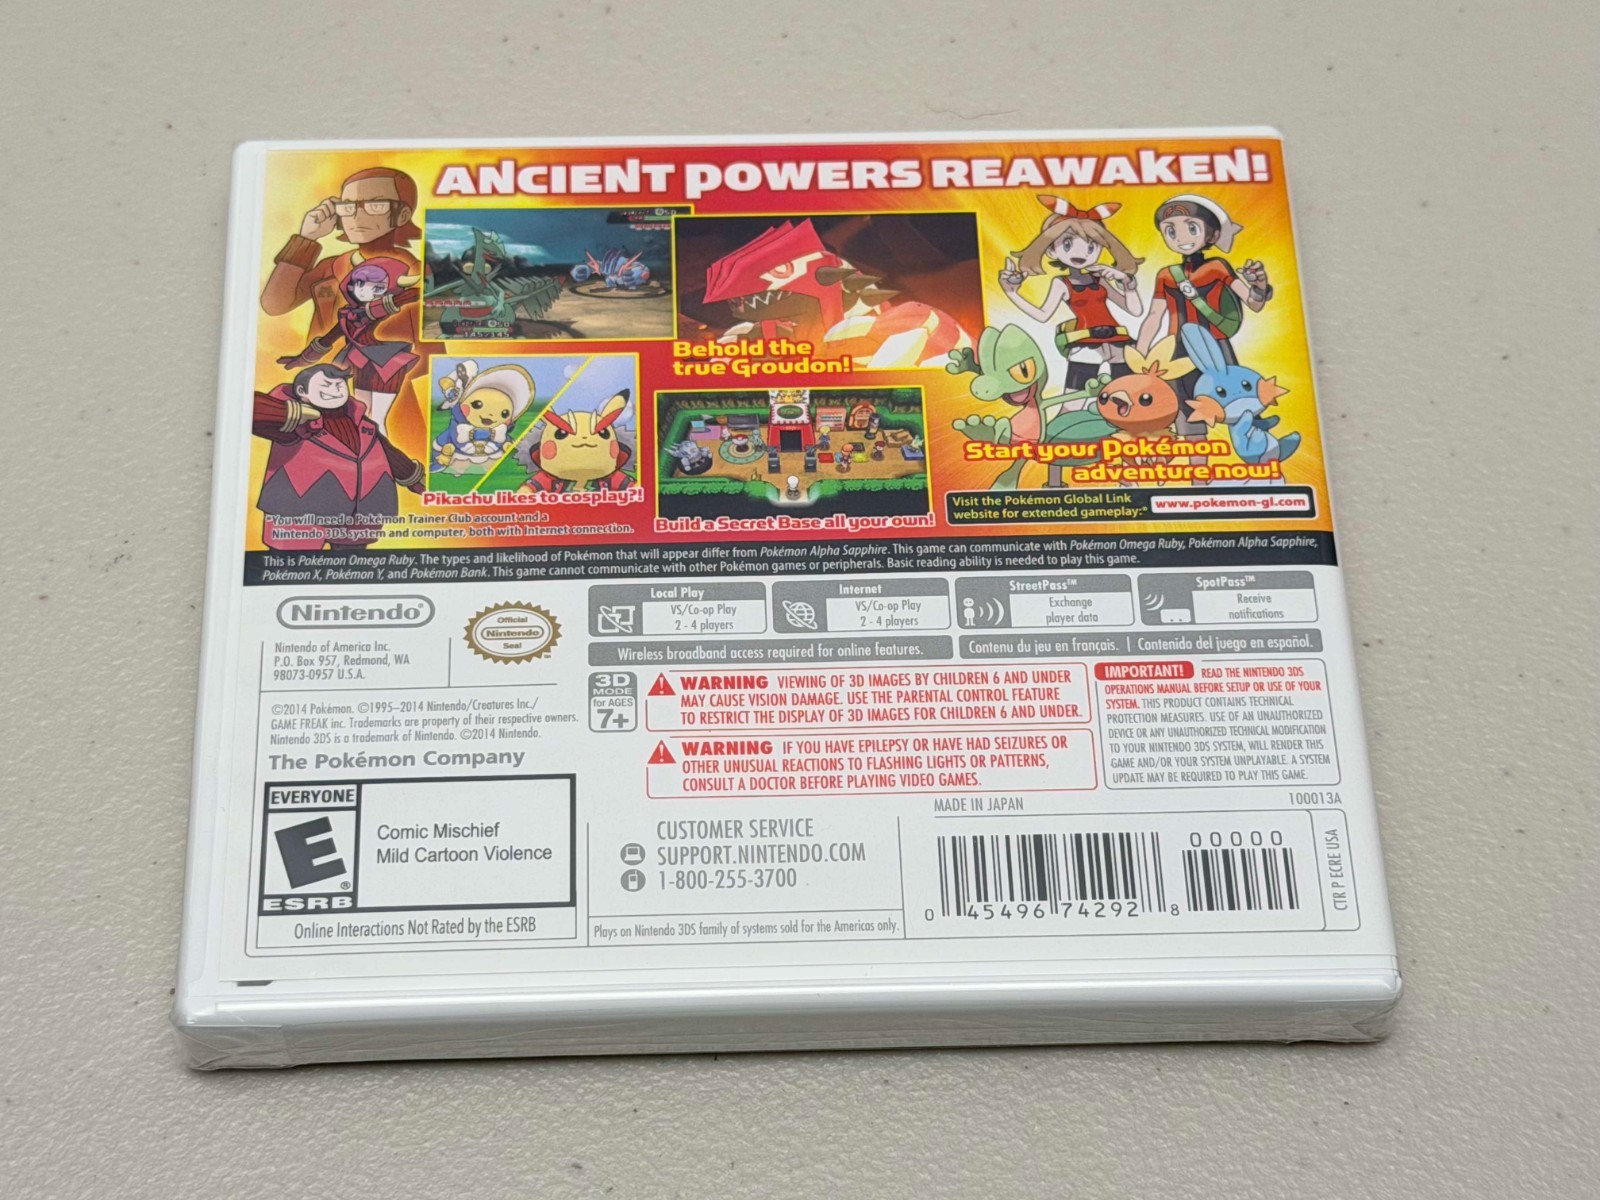 ANCIENT POWERS REAWAKEN!
Behold the
true Groudon!
Pikachu likes to cosplay?!
Build a Secret Base all your own!
Start your Pokémon
adventure now!
Visit the Pokémon Global Link
website for extended gameplay:*
www.pokemon-gl.com
*You will need a Pokémon Trainer Club account and a
Nintendo 3DS system and computer, both with Internet connection.
This is Pokémon Omega Ruby. The types and likelihood of Pokémon that will appear differ from Pokémon Alpha Sapphire. This game can communicate with Pokémon Omega Ruby, Pokémon Alpha Sapphire,
Pokémon X, Pokémon Y, and Pokémon Bank. This game cannot communicate with other Pokémon games or peripherals. Basic reading ability is needed to play this game.
Nintendo®
Nintendo of America Inc.
P.O. Box 957, Redmond, WA
98073-0957 U.S.A.
Official
Nintendo
Seal
Local Play
VS/Co-op Play
2 - 4 players
Internet
VS/Co-op Play
2 - 4 players
StreetPass™
Exchange
player data
SpotPass™
Receive
notifications
Wireless broadband access required for online features.
Contenu du jeu en français. | Contenido del juego en español.
©2014 Pokémon. ©1995–2014 Nintendo/Creatures Inc./
GAME FREAK inc. Trademarks are property of their respective owners.
Nintendo 3DS is a trademark of Nintendo. ©2014 Nintendo.
The Pokémon Company
3D
MODE
for AGES
7+
WARNING VIEWING OF 3D IMAGES BY CHILDREN 6 AND UNDER
MAY CAUSE VISION DAMAGE. USE THE PARENTAL CONTROL FEATURE
TO RESTRICT THE DISPLAY OF 3D IMAGES FOR CHILDREN 6 AND UNDER.
WARNING IF YOU HAVE EPILEPSY OR HAVE HAD SEIZURES OR
OTHER UNUSUAL REACTIONS TO FLASHING LIGHTS OR PATTERNS,
CONSULT A DOCTOR BEFORE PLAYING VIDEO GAMES.
IMPORTANT! READ THE NINTENDO 3DS
OPERATIONS MANUAL BEFORE SETUP OR USE OF YOUR
SYSTEM. THIS PRODUCT CONTAINS TECHNICAL
PROTECTION MEASURES. USE OF AN UNAUTHORIZED
DEVICE OR ANY UNAUTHORIZED TECHNICAL MODIFICATION
TO YOUR NINTENDO 3DS SYSTEM, WILL RENDER THIS
GAME AND/OR YOUR SYSTEM UNPLAYABLE. A SYSTEM
UPDATE MAY BE REQUIRED TO PLAY THIS GAME.
EVERYONE
E
ESRB
Comic Mischief
Mild Cartoon Violence
Online Interactions Not Rated by the ESRB
CUSTOMER SERVICE
SUPPORT.NINTENDO.COM
1-800-255-3700
Plays on Nintendo 3DS family of systems sold for the Americas only.
MADE IN JAPAN
100013A
00000
0 45496 74292 8
CTR P ECRE USA